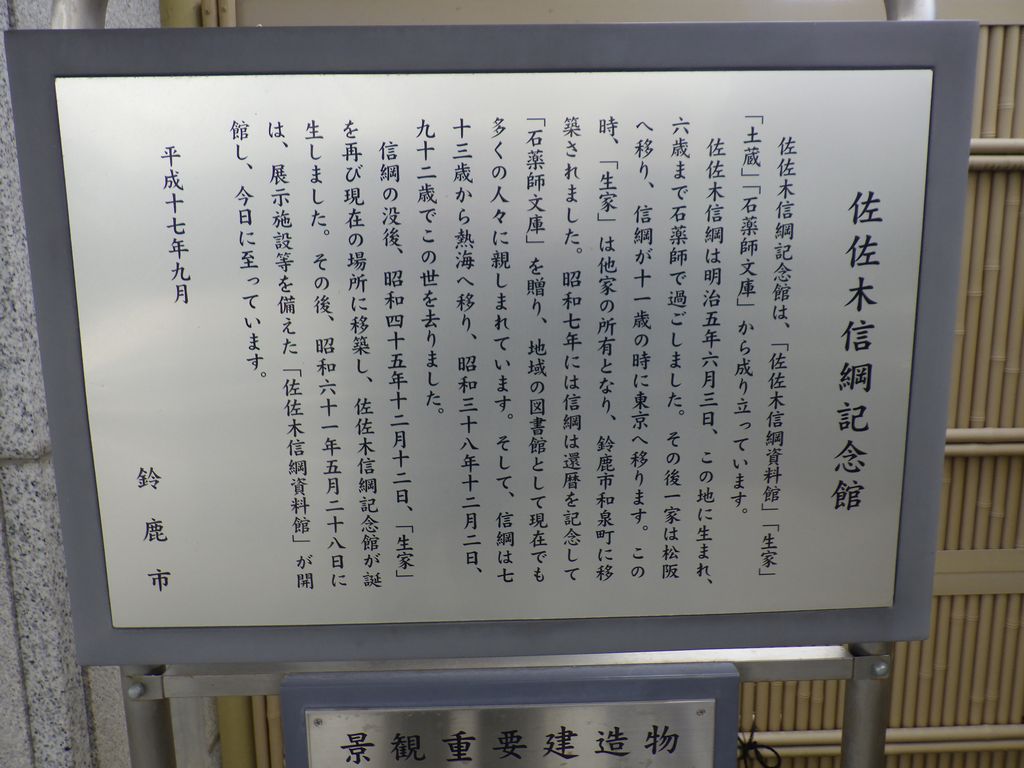 佐佐木信綱記念館
佐佐木信綱記念館は、「佐佐木信綱資料館」「生家」
「土蔵」「石薬師文庫」から成り立っています。
佐佐木信綱は明治五年六月三日、この地に生まれ、
六歳まで石薬師で過ごしました。その後一家は松阪
へ移り、信綱が十一歳の時に東京へ移ります。この
時、「生家」は他家の所有となり、鈴鹿市和泉町に移
築されました。昭和七年には信綱は還暦を記念して
「石薬師文庫」を贈り、地域の図書館として現在でも
多くの人々に親しまれています。そして、信綱は七
十三歳から熱海へ移り、昭和三十八年十二月二日、
九十二歳でこの世を去りました。
信綱の没後、昭和四十五年十二月十二日、「生家」
を再び現在の場所に移築し、佐佐木信綱記念館が誕
生しました。その後、昭和六十一年五月二十八日に
は、展示施設等を備えた「佐佐木信綱資料館」が開
館し、今日に至っています。
平成十七年九月
鈴鹿市
景観重要建造物